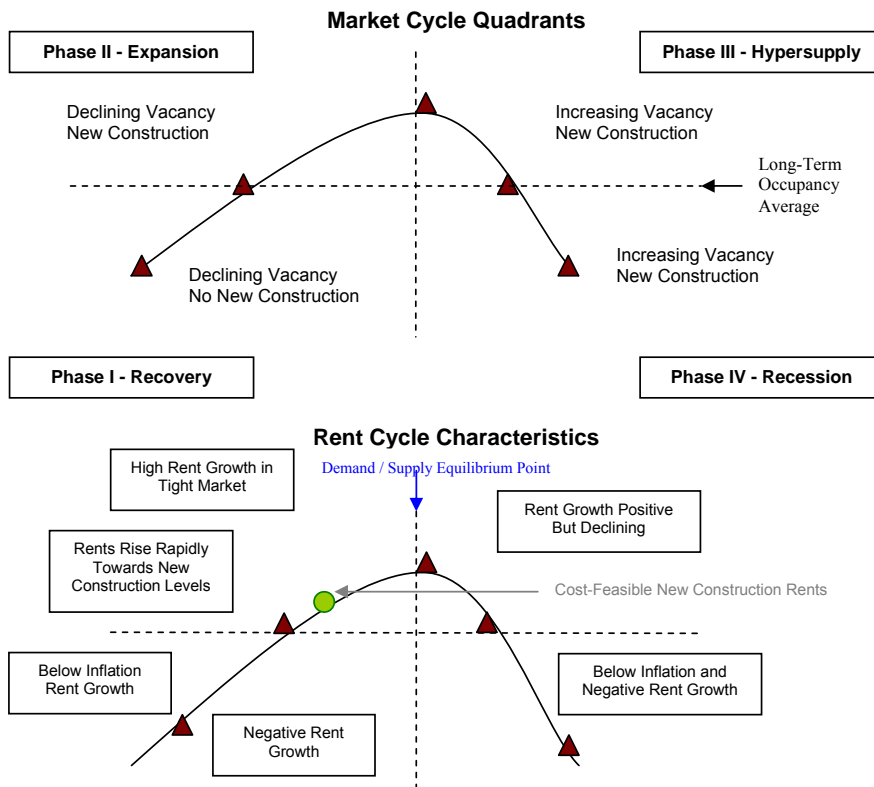 Market Cycle Quadrants
Phase II - Expansion
Phase III - Hypersupply
Declining Vacancy
New Construction
Increasing Vacancy
New Construction
Long-Term
Occupancy
Average
Declining Vacancy
No New Construction
Increasing Vacancy
New Construction
Phase I - Recovery
Phase IV - Recession
Rent Cycle Characteristics
High Rent Growth in
Tight Market
Demand / Supply Equilibrium Point
Rent Growth Positive
But Declining
Rents Rise Rapidly
Towards New
Construction Levels
Cost-Feasible New Construction Rents
Below Inflation
Rent Growth
Below Inflation and
Negative Rent Growth
Negative Rent
Growth